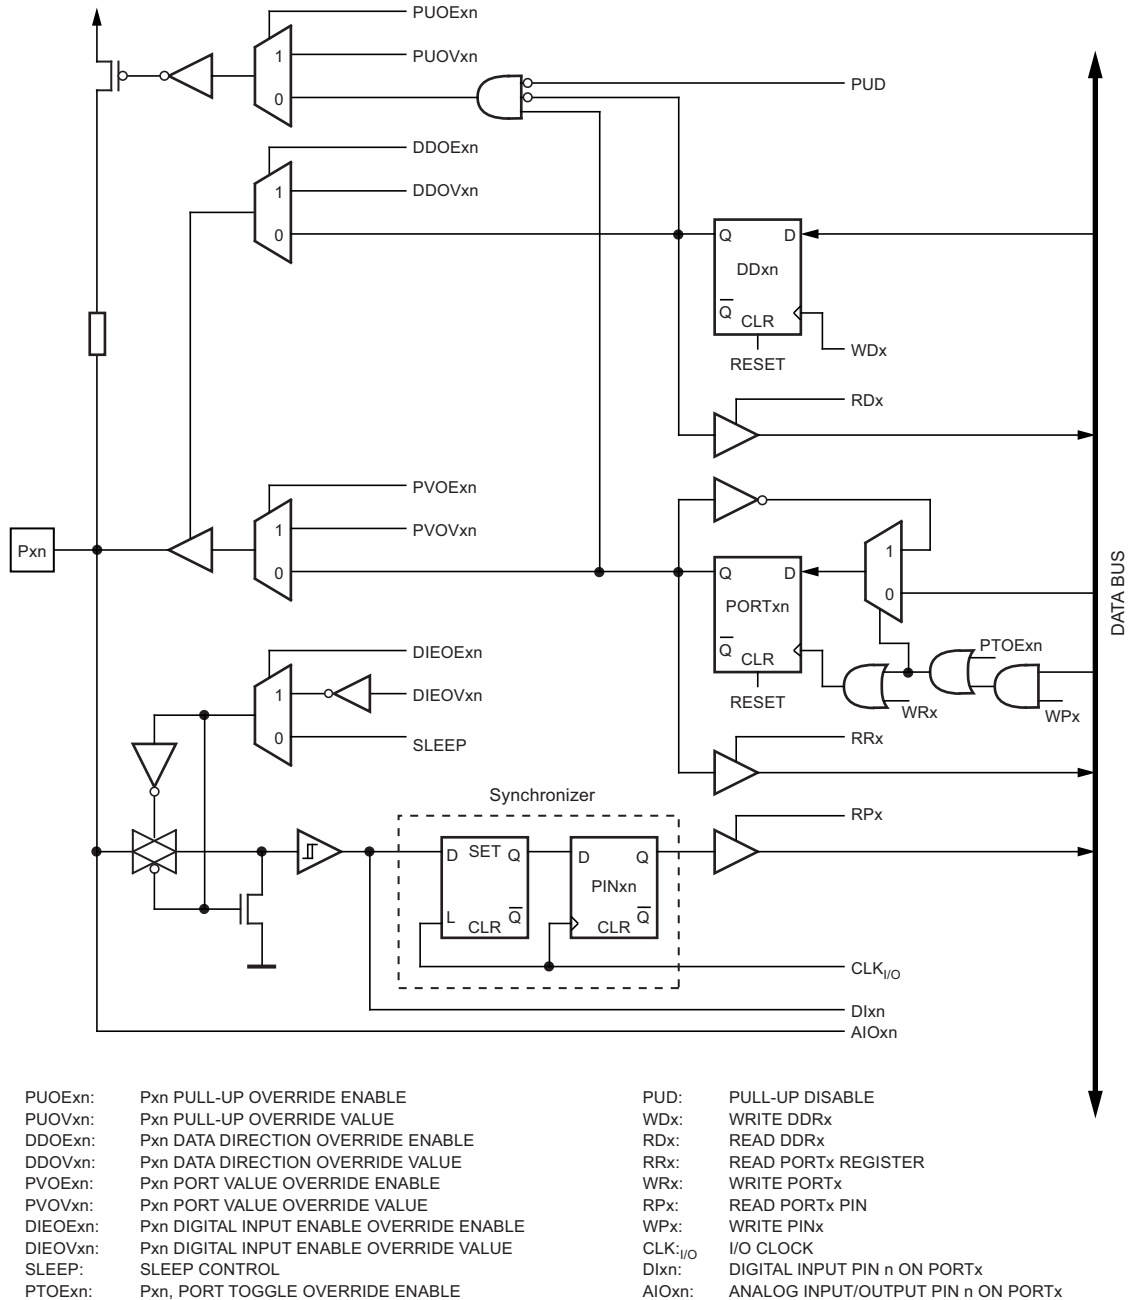 PUOExn
PUOVxn
1
0
PUD
DDOExn
DDOVxn
1
0
Q D
DDxn
Q
CLR
RESET
WDx
RDx
PVOExn
PVOVxn
1
0
Pxn
1
0
Q D
PORTxn
Q
CLR
RESET
PTOExn
WRx
WPx
DATA BUS
DIEOExn
DIEOVxn
1
SLEEP
0
RRx
Synchronizer
RPx
D SET Q
L
CLR Q
D Q
PINxn
CLR Q
CLKI/O
DIxn
AIOxn
PUOExn: Pxn PULL-UP OVERRIDE ENABLE
PUOVxn: Pxn PULL-UP OVERRIDE VALUE
DDOExn: Pxn DATA DIRECTION OVERRIDE ENABLE
DDOVxn: Pxn DATA DIRECTION OVERRIDE VALUE
PVOExn: Pxn PORT VALUE OVERRIDE ENABLE
PVOVxn: Pxn PORT VALUE OVERRIDE VALUE
DIEOExn: Pxn DIGITAL INPUT ENABLE OVERRIDE ENABLE
DIEOVxn: Pxn DIGITAL INPUT ENABLE OVERRIDE VALUE
SLEEP: SLEEP CONTROL
PTOExn: Pxn, PORT TOGGLE OVERRIDE ENABLE
PUD: PULL-UP DISABLE
WDx: WRITE DDRx
RDx: READ DDRx
RRx: READ PORTx REGISTER
WRx: WRITE PORTx
RPx: READ PORTx PIN
WPx: WRITE PINx
CLK:I/O I/O CLOCK
DIxn: DIGITAL INPUT PIN n ON PORTx
AIOxn: ANALOG INPUT/OUTPUT PIN n ON PORTx